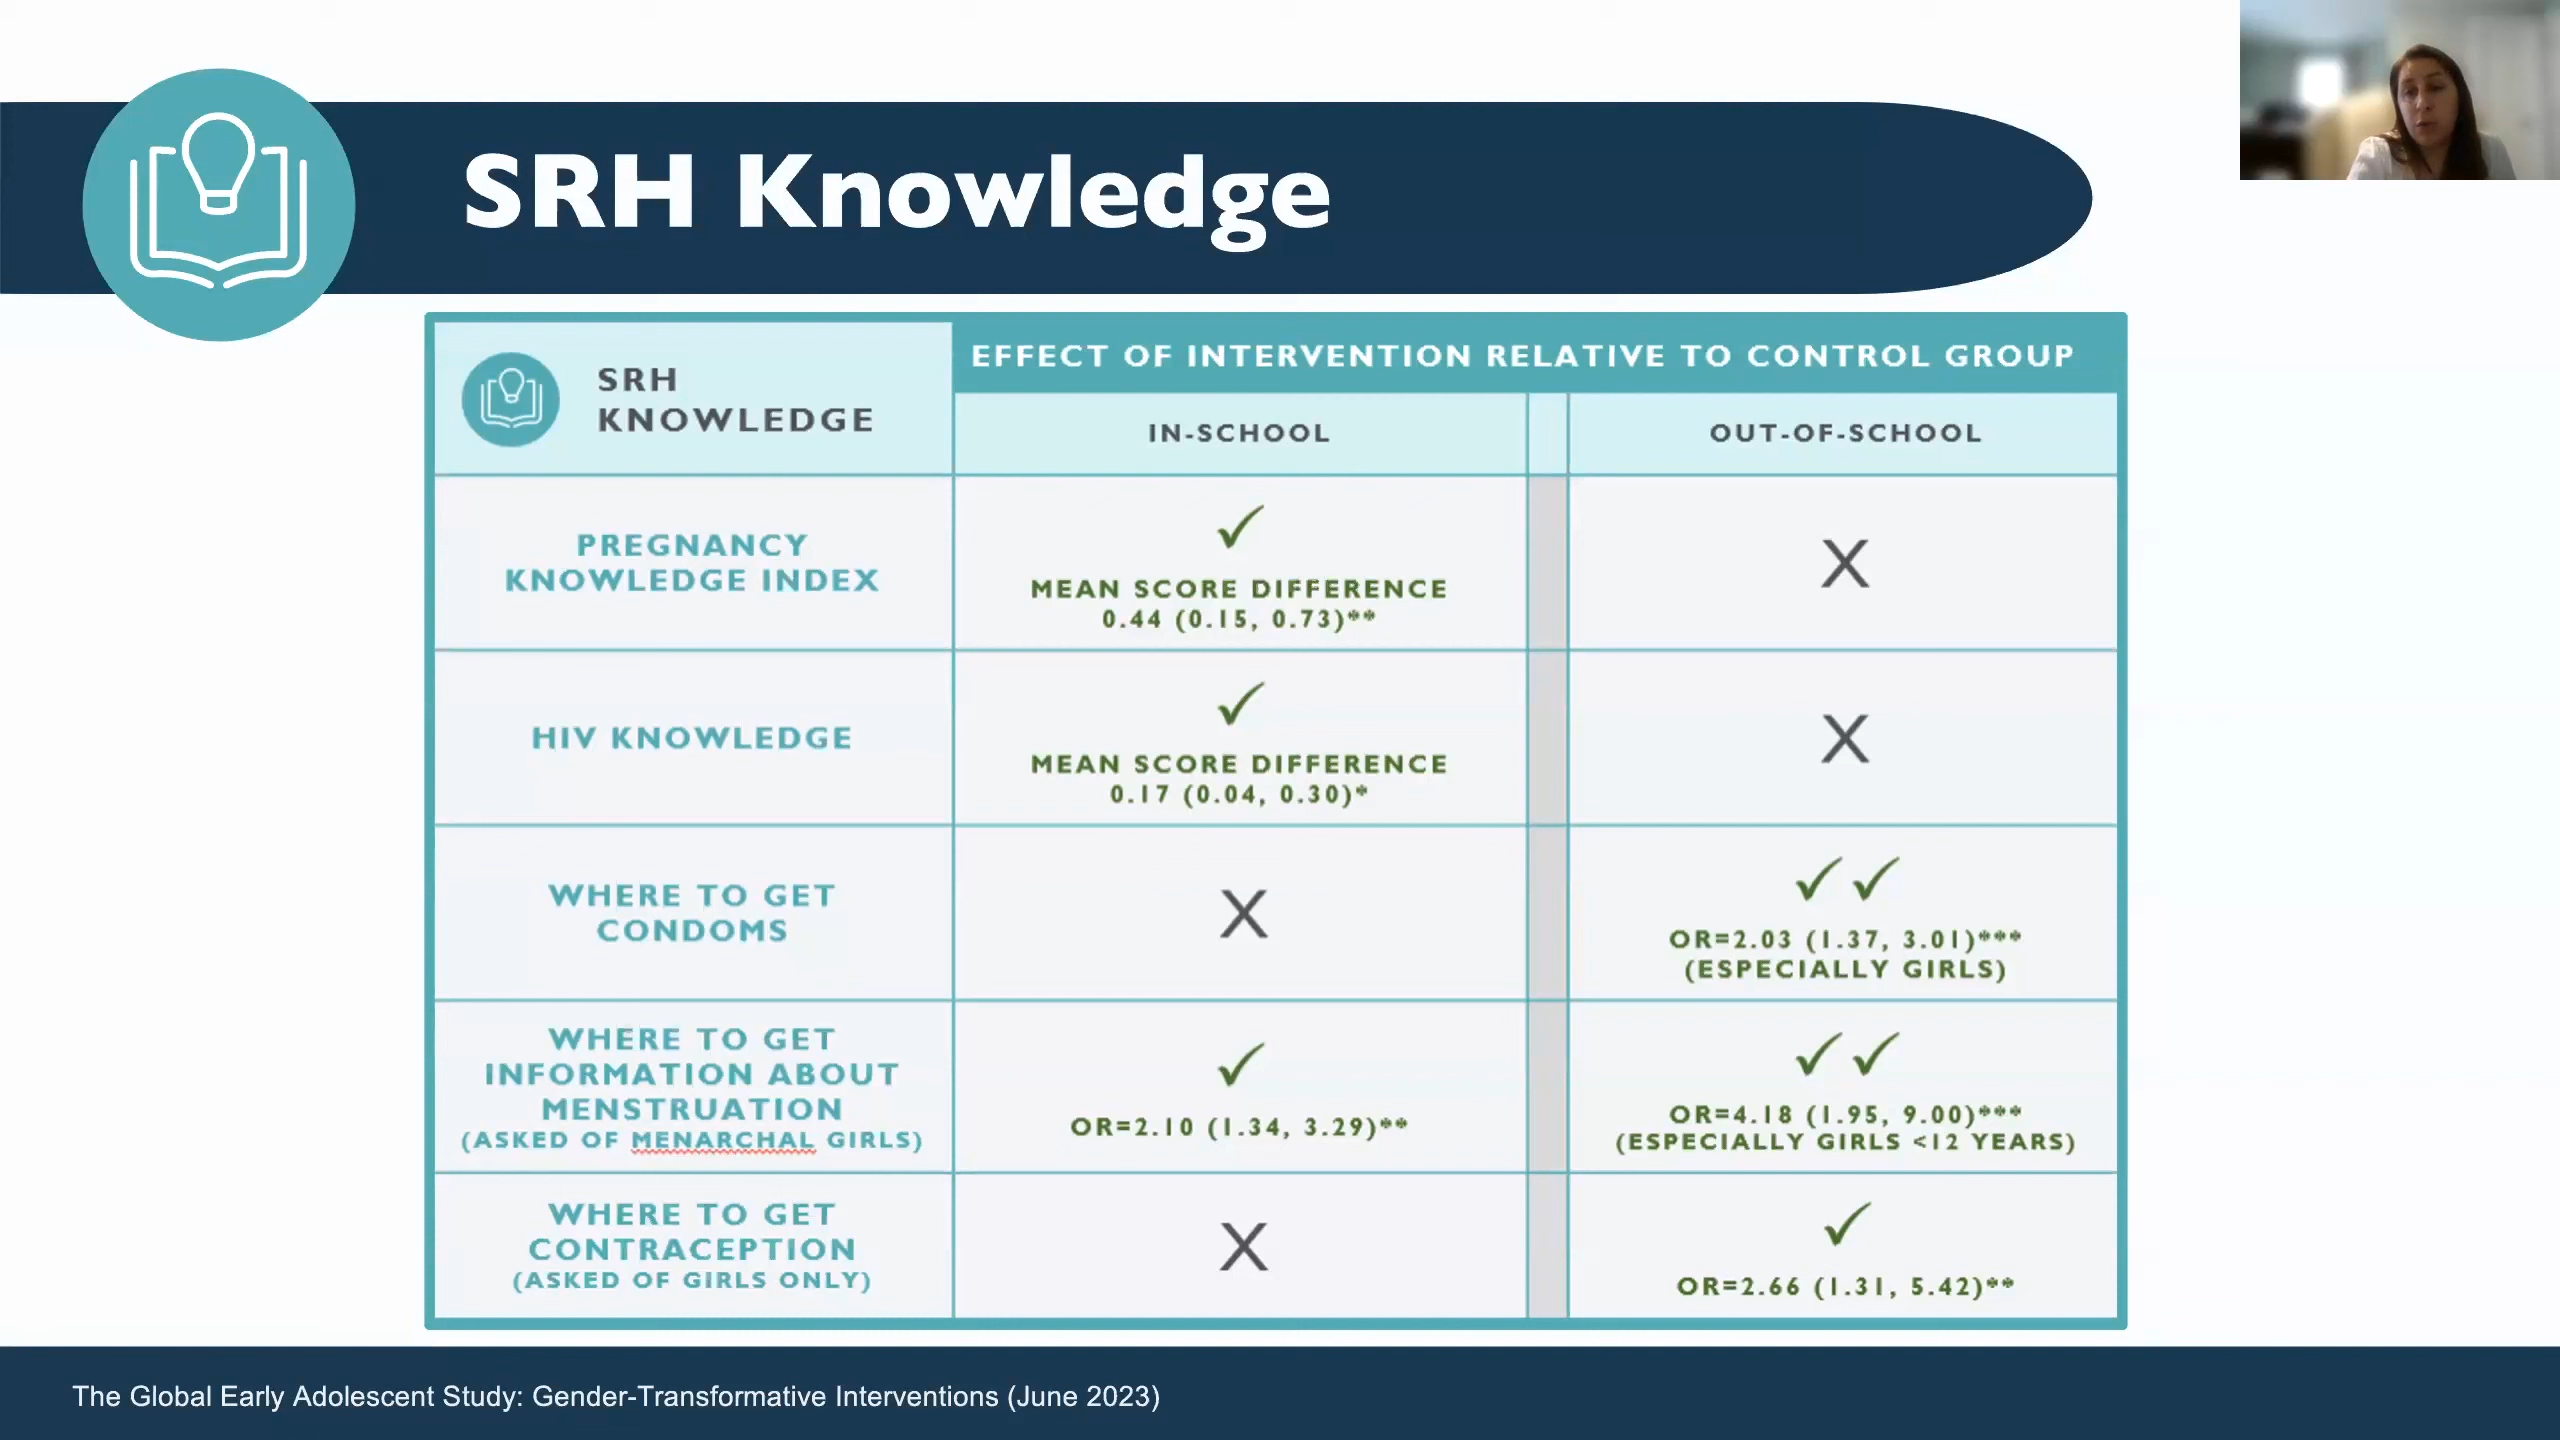 SRH Knowledge
SRH
KNOWLEDGE
EFFECT OF INTERVENTION RELATIVE TO CONTROL GROUP
IN-SCHOOL
OUT-OF-SCHOOL
PREGNANCY
KNOWLEDGE INDEX
✓
MEAN SCORE DIFFERENCE
0.44 (0.15, 0.73)**
X
HIV KNOWLEDGE
✓
MEAN SCORE DIFFERENCE
0.17 (0.04, 0.30)*
X
WHERE TO GET
CONDOMS
X
✓✓
OR=2.03 (1.37, 3.01)***
(ESPECIALLY GIRLS)
WHERE TO GET
INFORMATION ABOUT
MENSTRUATION
(ASKED OF MENARCHAL GIRLS)
✓
OR=2.10 (1.34, 3.29)**
✓✓
OR=4.18 (1.95, 9.00)***
(ESPECIALLY GIRLS <12 YEARS)
WHERE TO GET
CONTRACEPTION
(ASKED OF GIRLS ONLY)
X
✓
OR=2.66 (1.31, 5.42)**
The Global Early Adolescent Study: Gender-Transformative Interventions (June 2023)